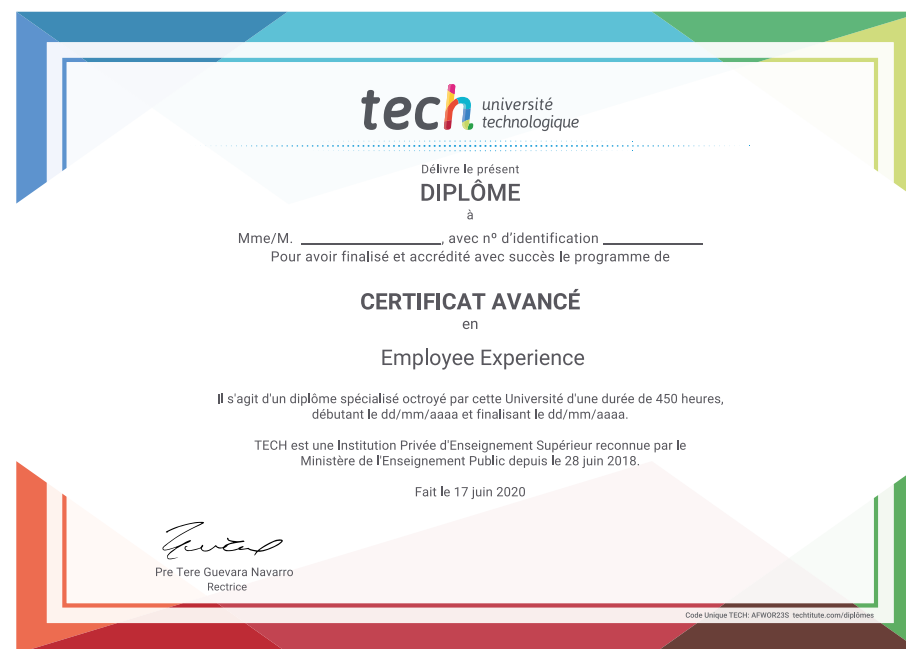 tech université
technologique
Délivre le présent
DIPLÔME
à
Mme/M. ____________________, avec nº d'identification ______________
Pour avoir finalisé et accrédité avec succès le programme de
CERTIFICAT AVANCÉ
en
Employee Experience
Il s'agit d'un diplôme spécialisé octroyé par cette Université d'une durée de 450 heures,
débutant le dd/mm/aaaa et finalisant le dd/mm/aaaa.
TECH est une Institution Privée d'Enseignement Supérieur reconnue par le
Ministère de l'Enseignement Public depuis le 28 juin 2018.
Fait le 17 juin 2020
Pre Tere Guevara Navarro
Rectrice
Code Unique TECH: AFWOR23S techtitute.com/diplômes